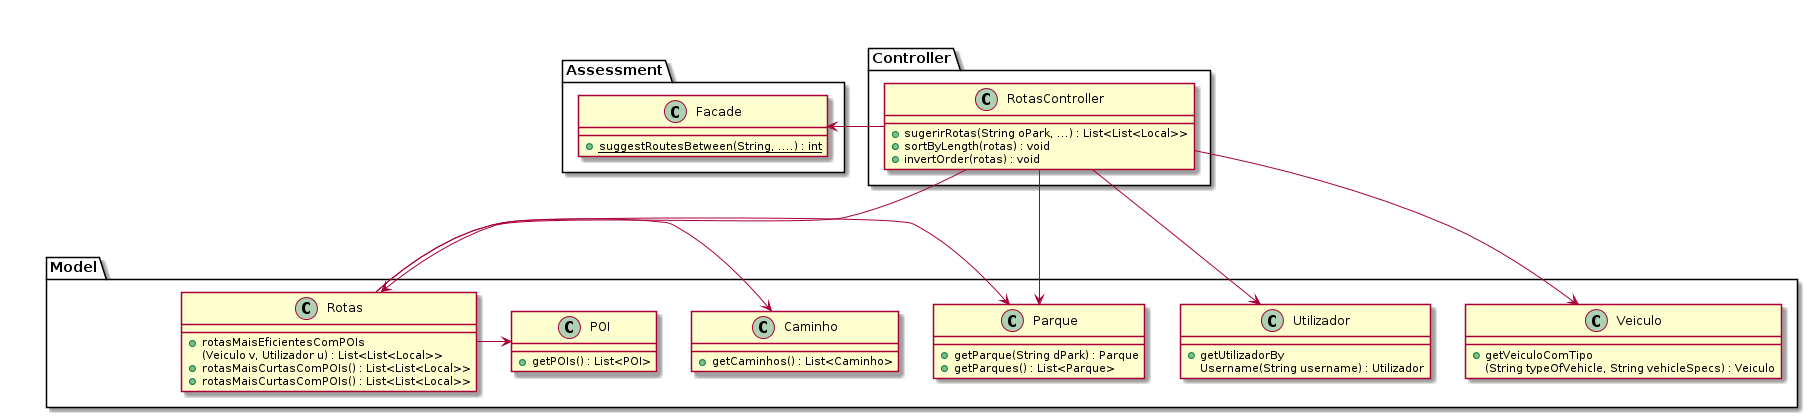 Assessment
C Facade
suggestRoutesBetween(String, ....) : int
Controller
C RotasController
sugerirRotas(String oPark, ...) : List<List<Local>>
sortByLength(rotas) : void
invertOrder(rotas) : void
Model
C Rotas
rotasMaisEficientesComPOIs
(Veiculo v, Utilizador u) : List<List<Local>>
rotasMaisCurtasComPOIs() : List<List<Local>>
rotasMaisCurtasComPOIs() : List<List<Local>>
C POI
getPOIs() : List<POI>
C Caminho
getCaminhos() : List<Caminho>
C Parque
getParque(String dPark) : Parque
getParques() : List<Parque>
C Utilizador
getUtilizadorBy
Username(String username) : Utilizador
C Veiculo
getVeiculoComTipo
(String typeOfVehicle, String vehicleSpecs) : Veiculo